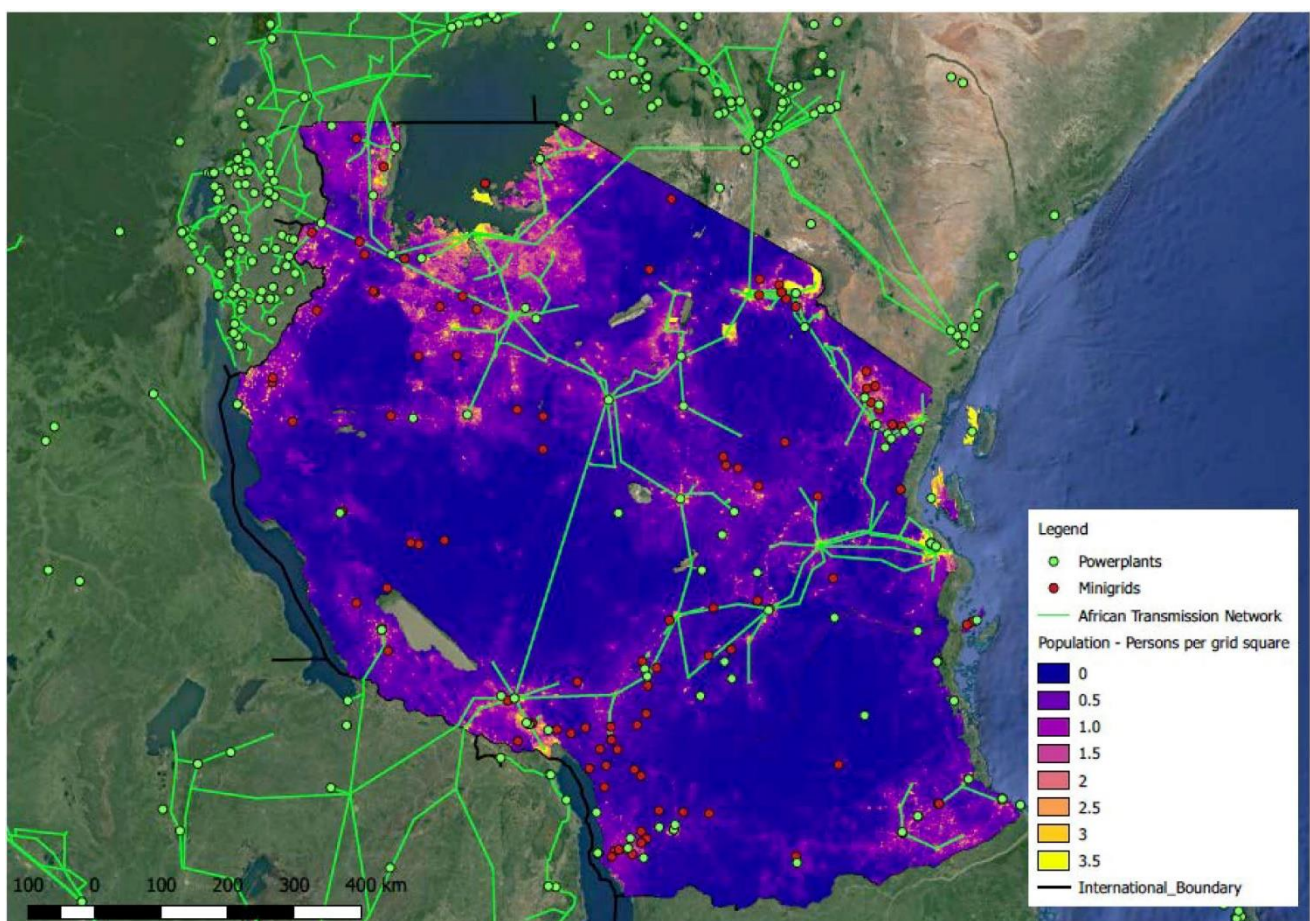 Legend
Powerplants
Minigrids
African Transmission Network
Population - Persons per grid square
0
0.5
1.0
1.5
2
2.5
3
3.5
International_Boundary
100 0 100 200 300 400 km